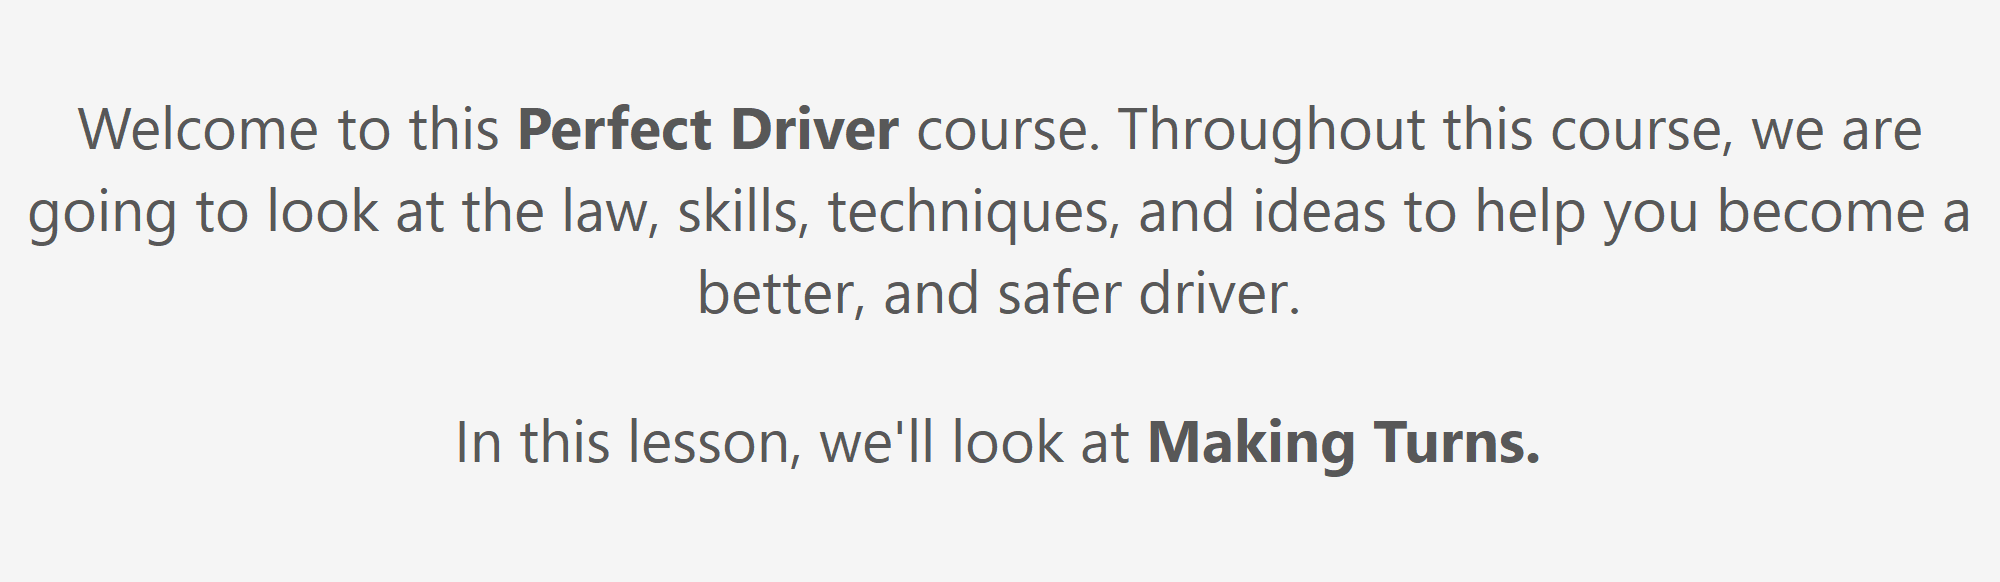 Welcome to this Perfect Driver course. Throughout this course, we are
going to look at the law, skills, techniques, and ideas to help you become a
better, and safer driver.
In this lesson, we'll look at Making Turns.